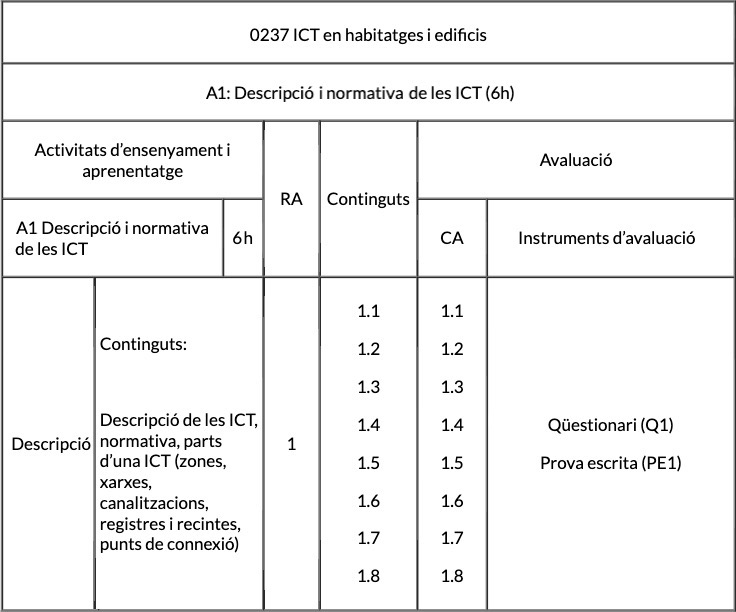 0237 ICT en habitatges i edificis
A1: Descripció i normativa de les ICT (6h)
Activitats d'ensenyament i
aprenentatge
RA
Continguts
Avaluació
A1 Descripció i normativa
de les ICT
6h
CA
Instruments d'avaluació
Descripció
Continguts:
Descripció de les ICT,
normativa, parts
d'una ICT (zones,
xarxes,
canalitzacions,
registres i recintes,
punts de connexió)
1
1.1
1.2
1.3
1.4
1.5
1.6
1.7
1.8
1.1
1.2
1.3
1.4
1.5
1.6
1.7
1.8
Qüestionari (Q1)
Prova escrita (PE1)